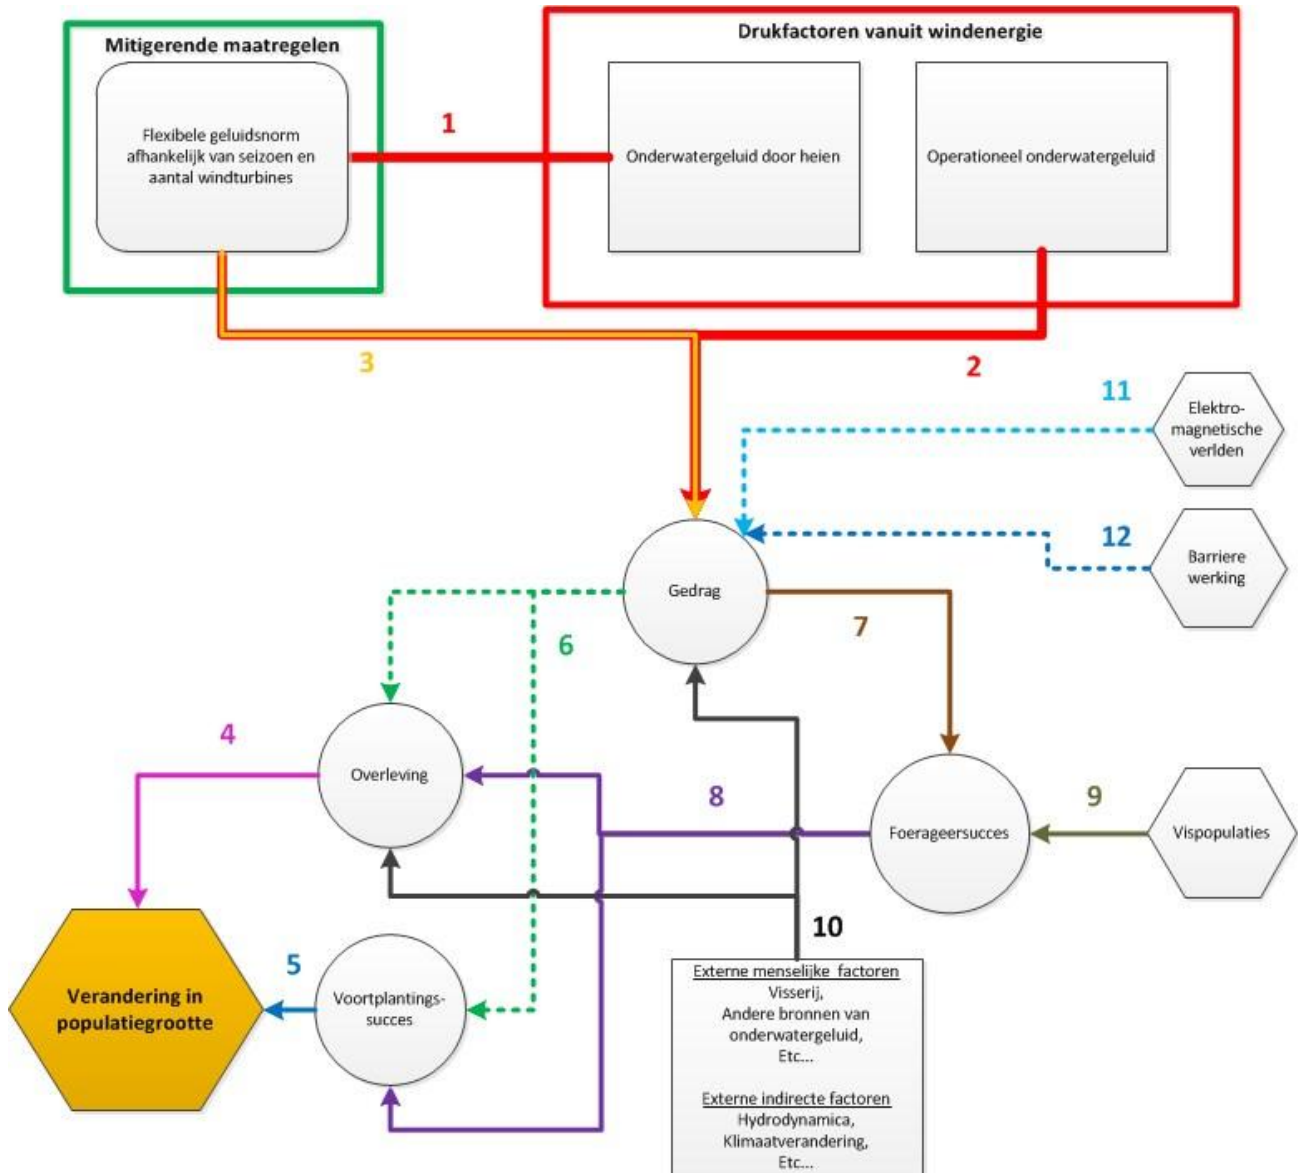 Mitigerende maatregelen
Drukfactoren vanuit windenergie
Flexibele geluidsnorm
afhankelijk van seizoen en
aantal windturbines
1
Onderwatergeluid door heien
Operationeel onderwatergeluid
3
2
11
Elektro-
magnetische
verlden
12
Barriere
werking
Gedrag
6
7
4
Overleving
8
Foerageersucces
9
Vispopulaties
10
5
Verandering in
populatiegrootte
Voortplantings-
succes
Externe menselijke factoren
Visserij,
Andere bronnen van
onderwatergeluid,
Etc...
Externe indirecte factoren
Hydrodynamica,
Klimaatverandering,
Etc...